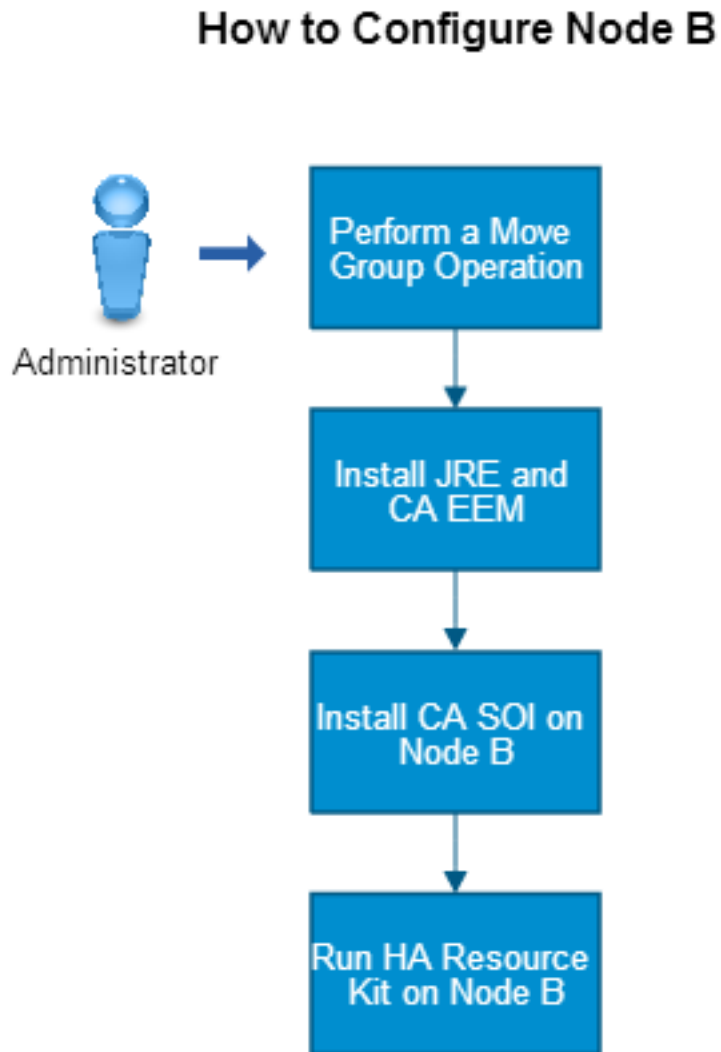 How to Configure Node B
Administrator
Perform a Move
Group Operation
Install JRE and
CA EEM
Install CA SOI on
Node B
Run HA Resource
Kit on Node B